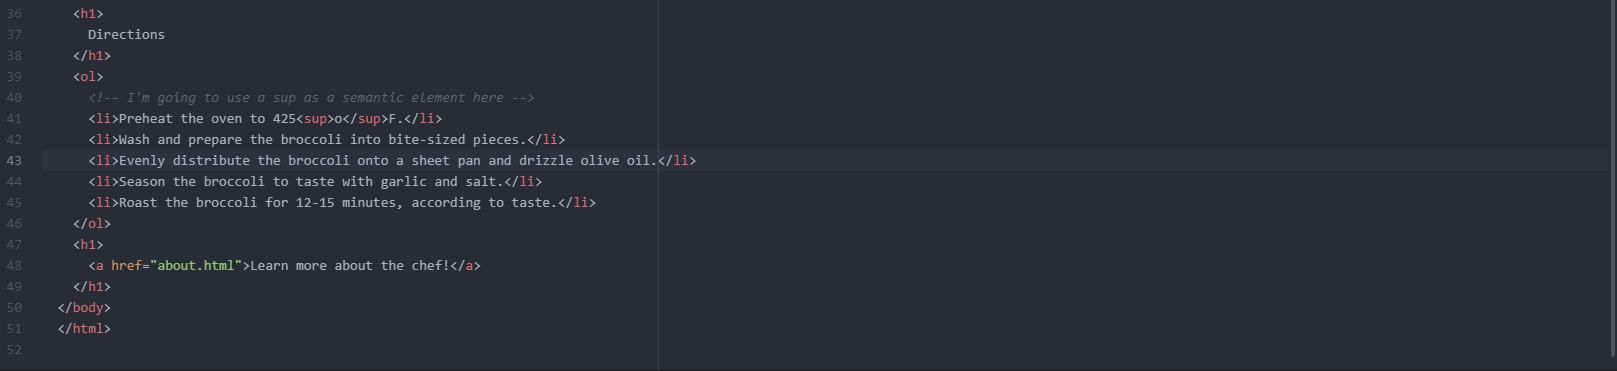 36 <h1>
37 Directions
38 </h1>
39 <ol>
40 <!-- I'm going to use a sup as a semantic element here -->
41 <li>Preheat the oven to 425<sup>o</sup>F.</li>
42 <li>Wash and prepare the broccoli into bite-sized pieces.</li>
43 <li>Evenly distribute the broccoli onto a sheet pan and drizzle olive oil.</li>
44 <li>Season the broccoli to taste with garlic and salt.</li>
45 <li>Roast the broccoli for 12-15 minutes, according to taste.</li>
46 </ol>
47 <h1>
48 <a href="about.html">Learn more about the chef!</a>
49 </h1>
50 </body>
51 </html>
52